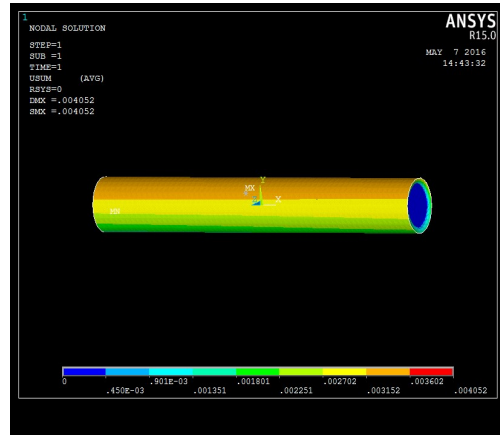 1
NODAL SOLUTION
STEP=1
SUB =1
TIME=1
USUM (AVG)
RSYS=0
DMX =.004052
SMX =.004052
ANSYS
R15.0
MAY 7 2016
14:43:32
MX
Y
X
MN
0 .901E-03 .001801 .002702 .003602
.450E-03 .001351 .002251 .003152 .004052